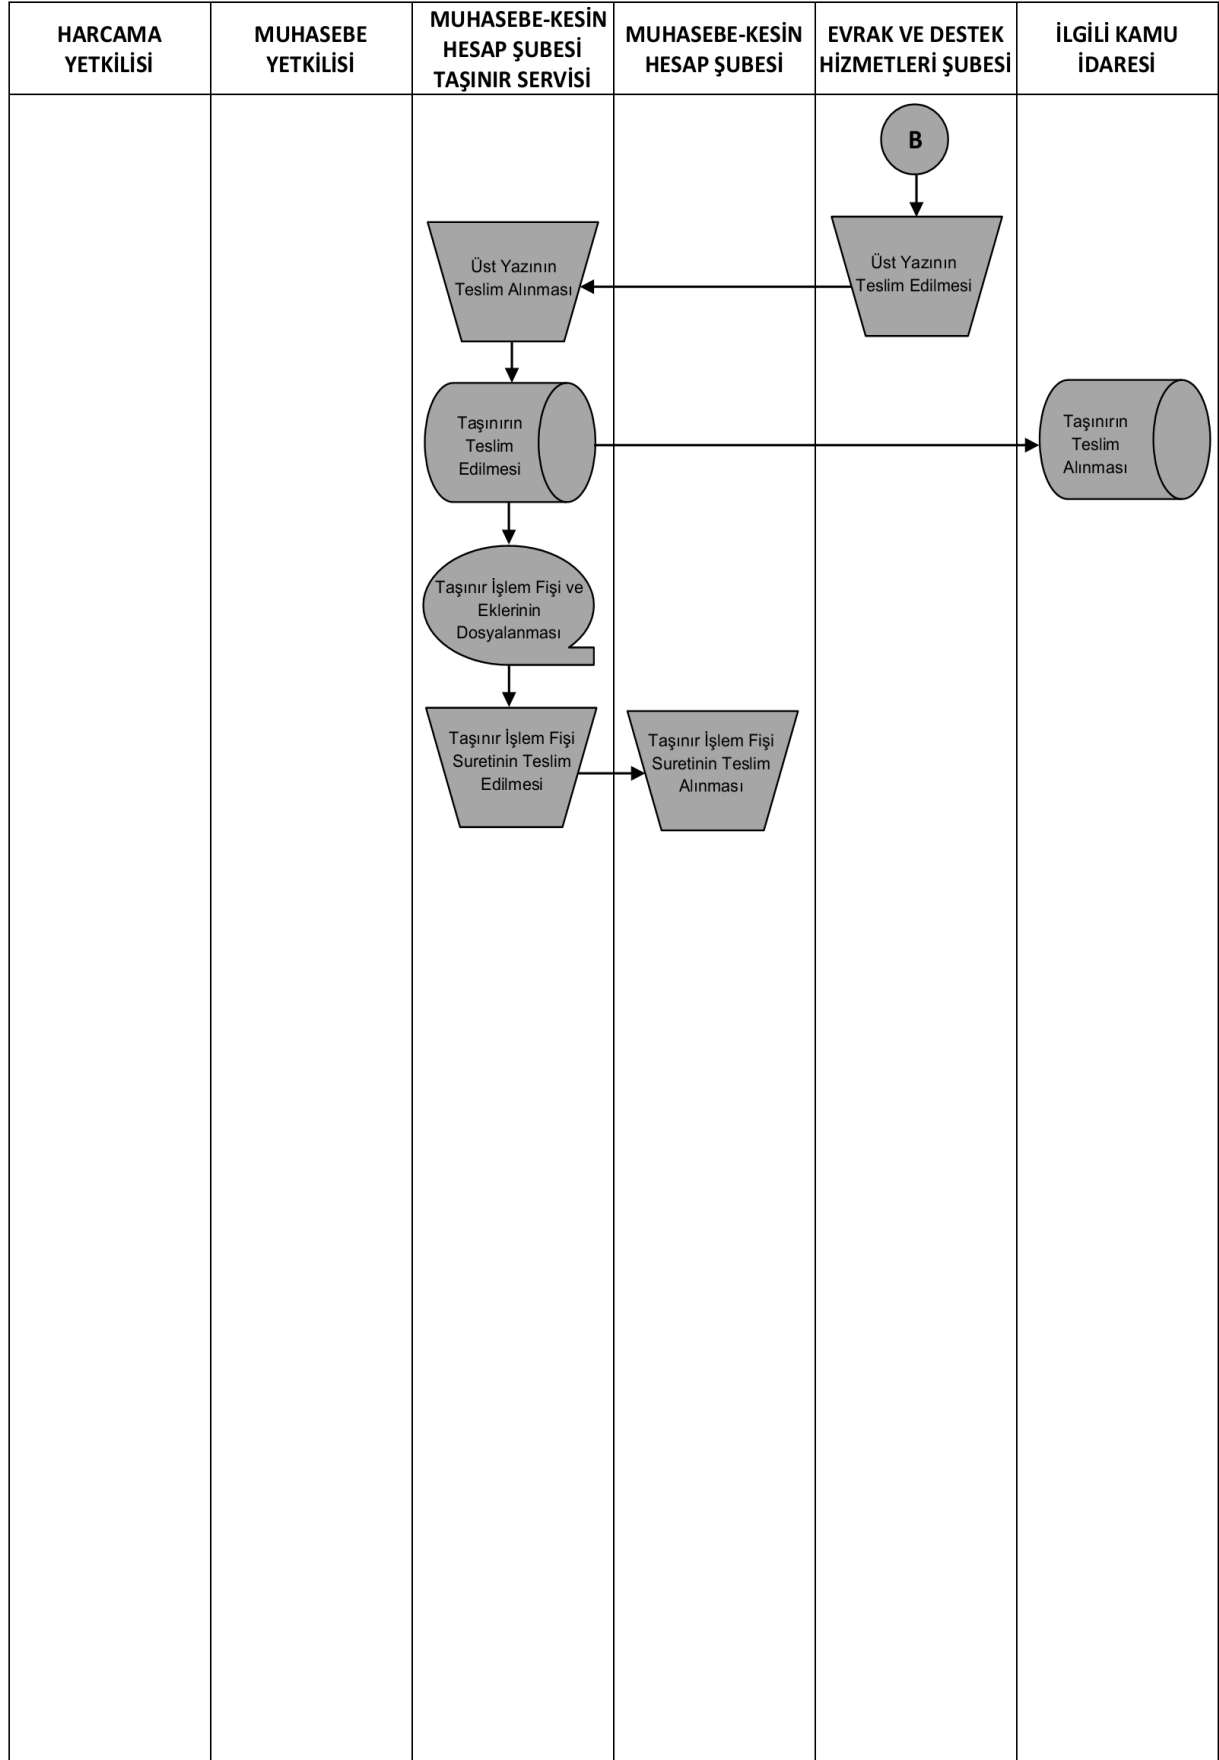 HARCAMA
YETKİLİSİ
MUHASEBE
YETKİLİSİ
MUHASEBE-KESİN
HESAP ŞUBESİ
TAŞINIR SERVİSİ
MUHASEBE-KESİN
HESAP ŞUBESİ
EVRAK VE DESTEK
HİZMETLERİ ŞUBESİ
İLGİLİ KAMU
İDARESİ
B
Üst Yazının
Teslim Edilmesi
Üst Yazının
Teslim Alınması
Taşınırın
Teslim
Edilmesi
Taşınırın
Teslim
Alınması
Taşınır İşlem Fişi ve
Eklerinin
Dosyalanması
Taşınır İşlem Fişi
Suretinin Teslim
Edilmesi
Taşınır İşlem Fişi
Suretinin Teslim
Alınması